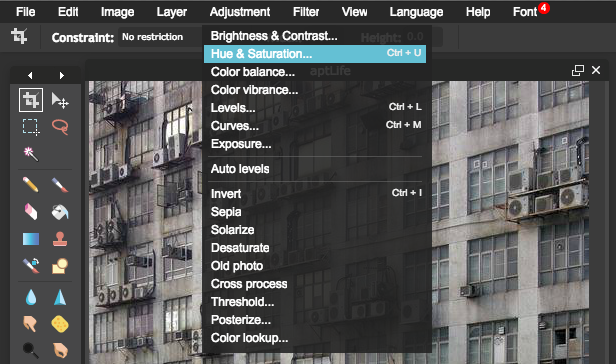 File Edit Image Layer Adjustment Filter View Language Help Font 4
Constraint: No restriction Height: 0.0
Brightness & Contrast...
Hue & Saturation... Ctrl + U
aptLife
Color balance...
Color vibrance...
Levels... Ctrl + L
Curves... Ctrl + M
Exposure...
Auto levels
Invert Ctrl + I
Sepia
Solarize
Desaturate
Old photo
Cross process
Threshold...
Posterize...
Color lookup...